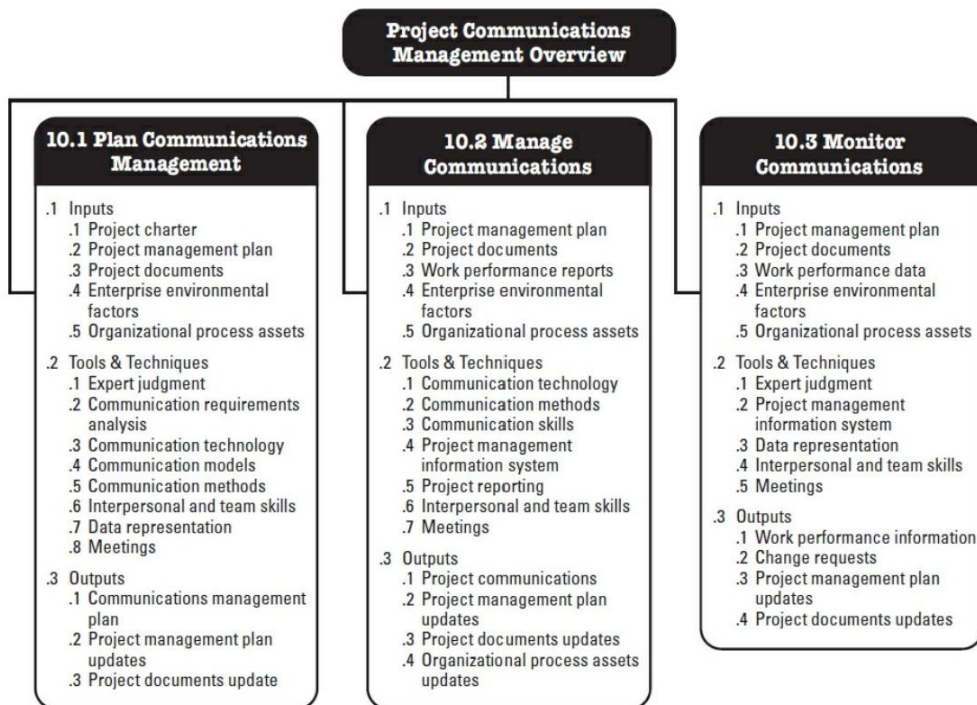 Project Communications
Management Overview
10.1 Plan Communications
Management
.1 Inputs
.1 Project charter
.2 Project management plan
.3 Project documents
.4 Enterprise environmental
factors
.5 Organizational process assets
.2 Tools & Techniques
.1 Expert judgment
.2 Communication requirements
analysis
.3 Communication technology
.4 Communication models
.5 Communication methods
.6 Interpersonal and team skills
.7 Data representation
.8 Meetings
.3 Outputs
.1 Communications management
plan
.2 Project management plan
updates
.3 Project documents update
10.2 Manage
Communications
.1 Inputs
.1 Project management plan
.2 Project documents
.3 Work performance reports
.4 Enterprise environmental
factors
.5 Organizational process assets
.2 Tools & Techniques
.1 Communication technology
.2 Communication methods
.3 Communication skills
.4 Project management
information system
.5 Project reporting
.6 Interpersonal and team skills
.7 Meetings
.3 Outputs
.1 Project communications
.2 Project management plan
updates
.3 Project documents updates
.4 Organizational process assets
updates
10.3 Monitor
Communications
.1 Inputs
.1 Project management plan
.2 Project documents
.3 Work performance data
.4 Enterprise environmental
factors
.5 Organizational process assets
.2 Tools & Techniques
.1 Expert judgment
.2 Project management
information system
.3 Data representation
.4 Interpersonal and team skills
.5 Meetings
.3 Outputs
.1 Work performance information
.2 Change requests
.3 Project management plan
updates
.4 Project documents updates